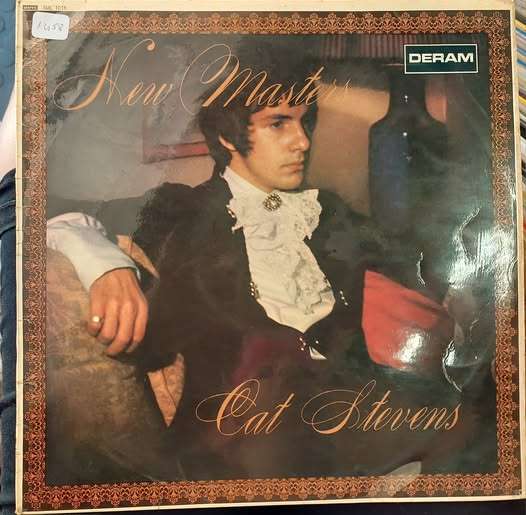 New Masters
DERAM
Cat Stevens